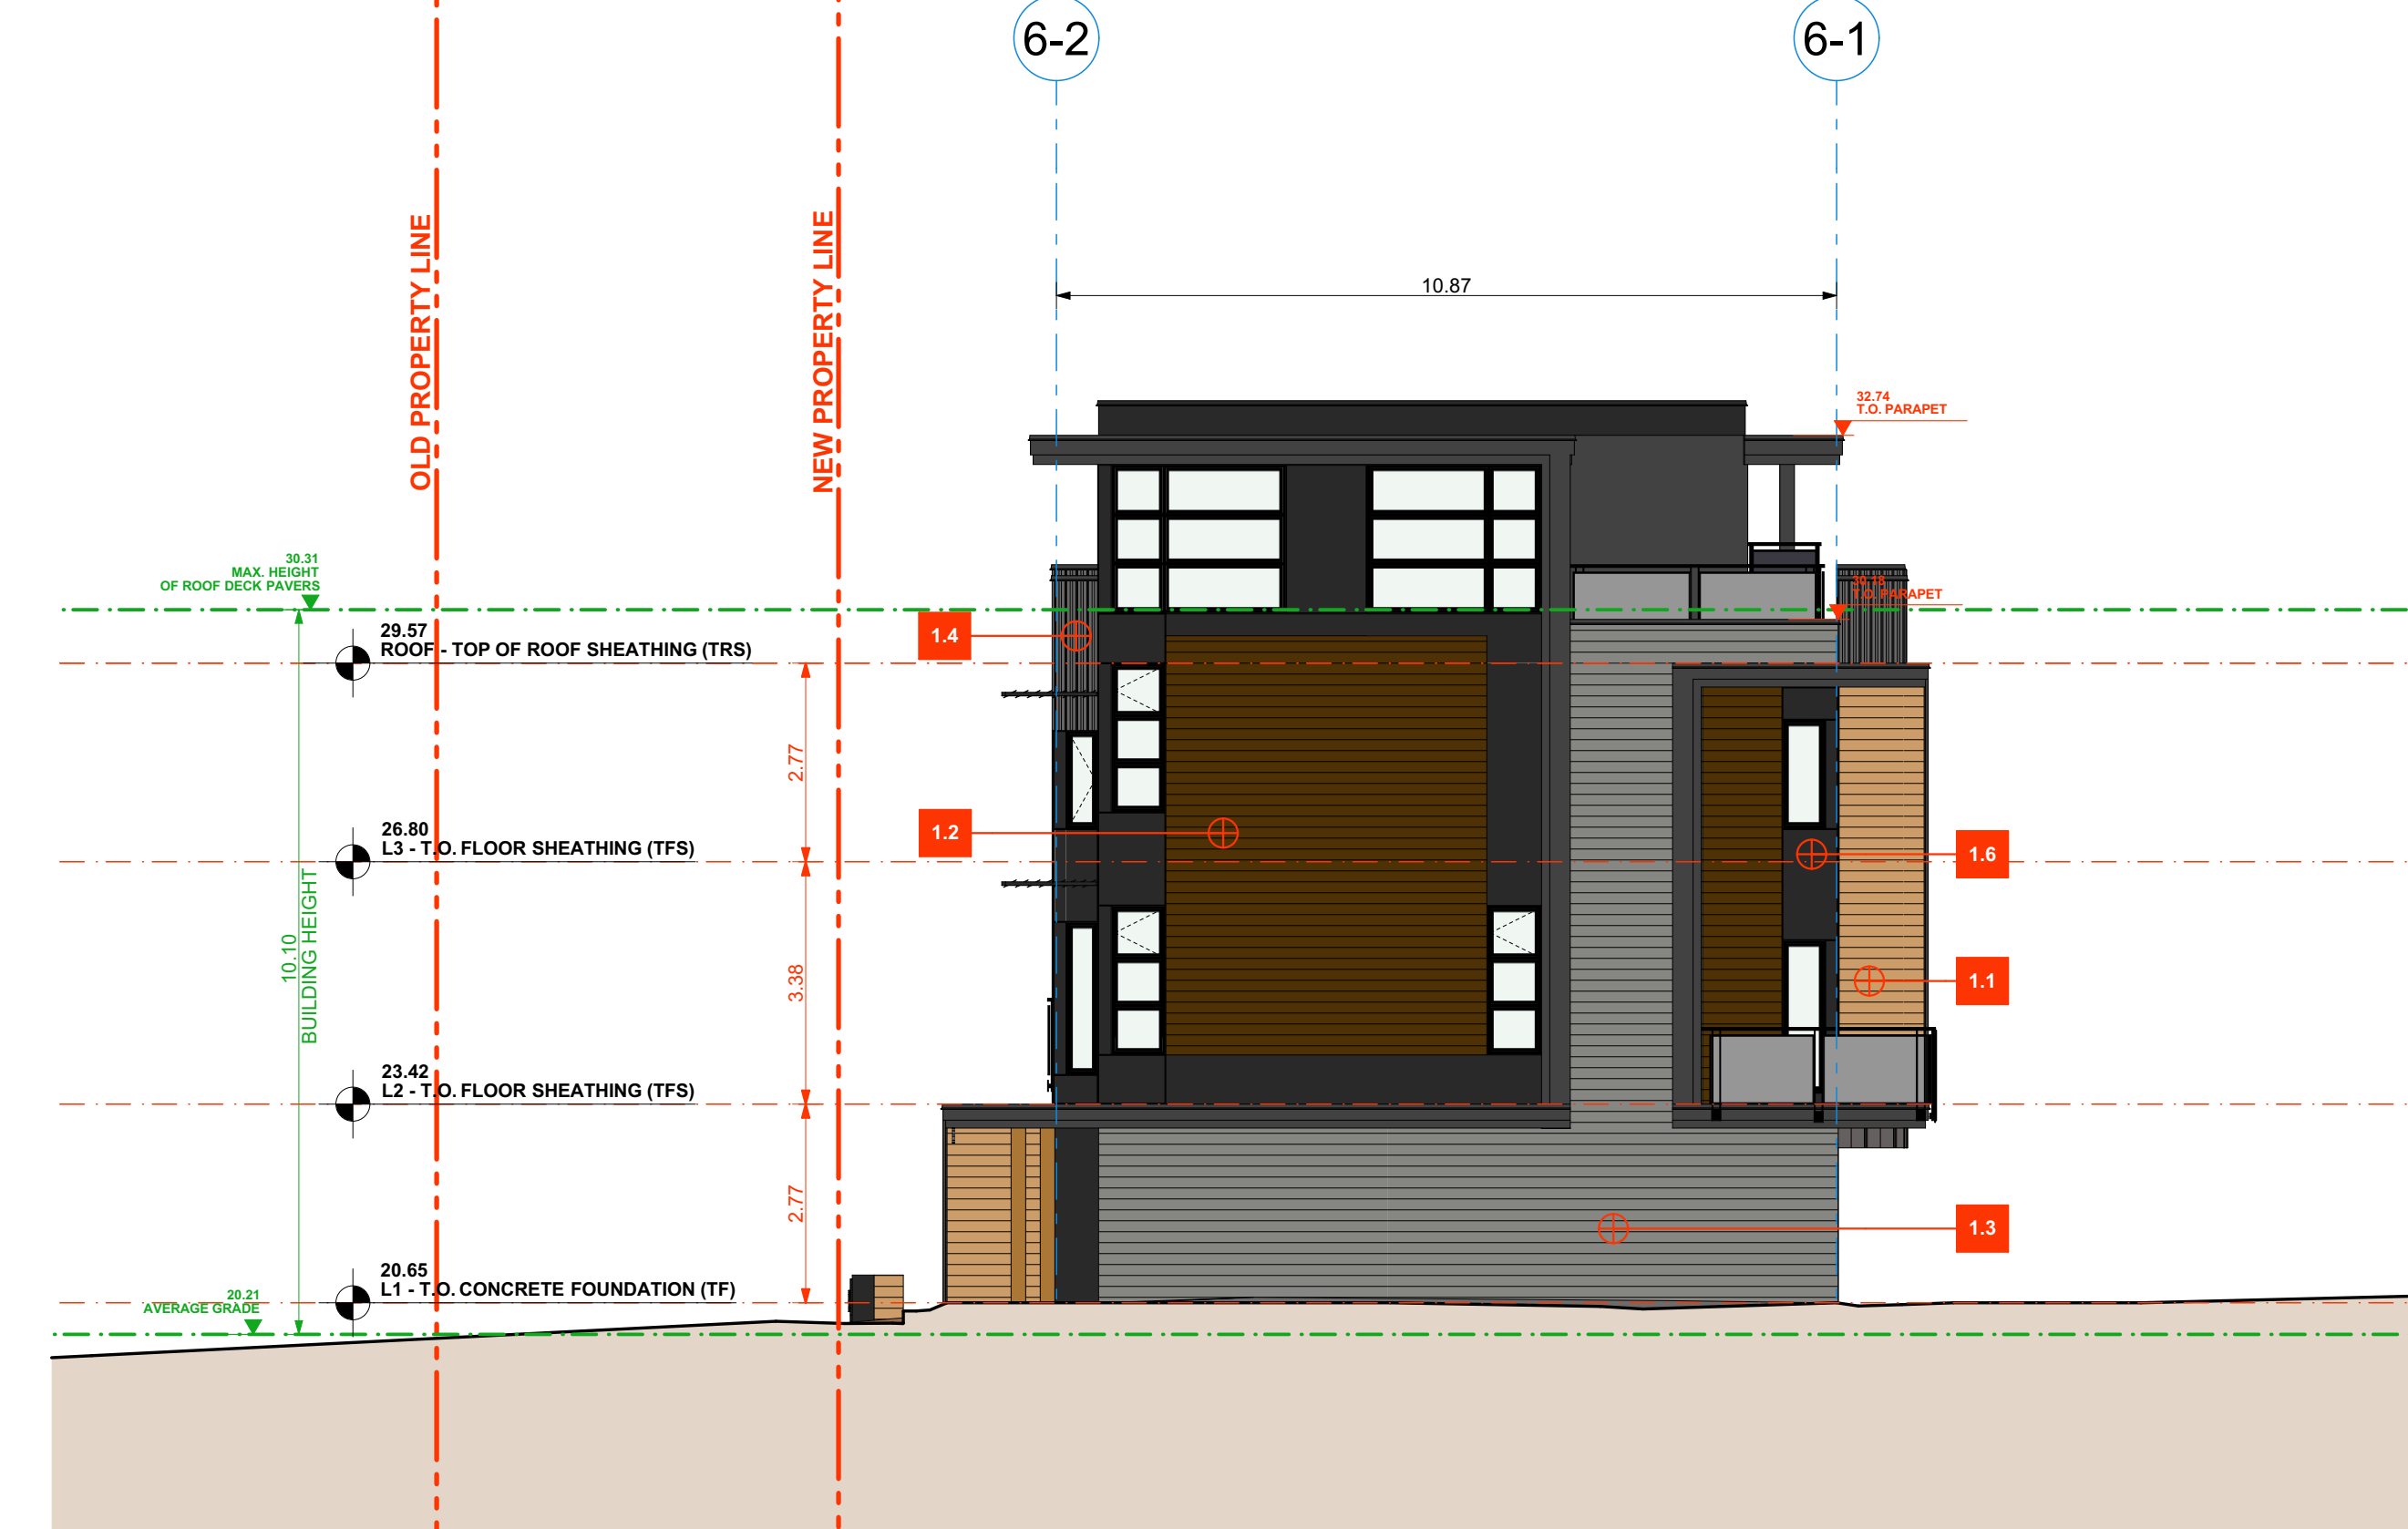 6-2
6-1
OLD PROPERTY LINE
NEW PROPERTY LINE
10.87
32.74
T.O. PARAPET
30.31
MAX. HEIGHT
OF ROOF DECK PAVERS
30.18
T.O. PARAPET
29.57
ROOF - TOP OF ROOF SHEATHING (TRS)
1.4
2.77
26.80
L3 - T.O. FLOOR SHEATHING (TFS)
1.2
1.6
10.10
BUILDING HEIGHT
3.38
1.1
23.42
L2 - T.O. FLOOR SHEATHING (TFS)
2.77
1.3
20.65
L1 - T.O. CONCRETE FOUNDATION (TF)
20.21
AVERAGE GRADE